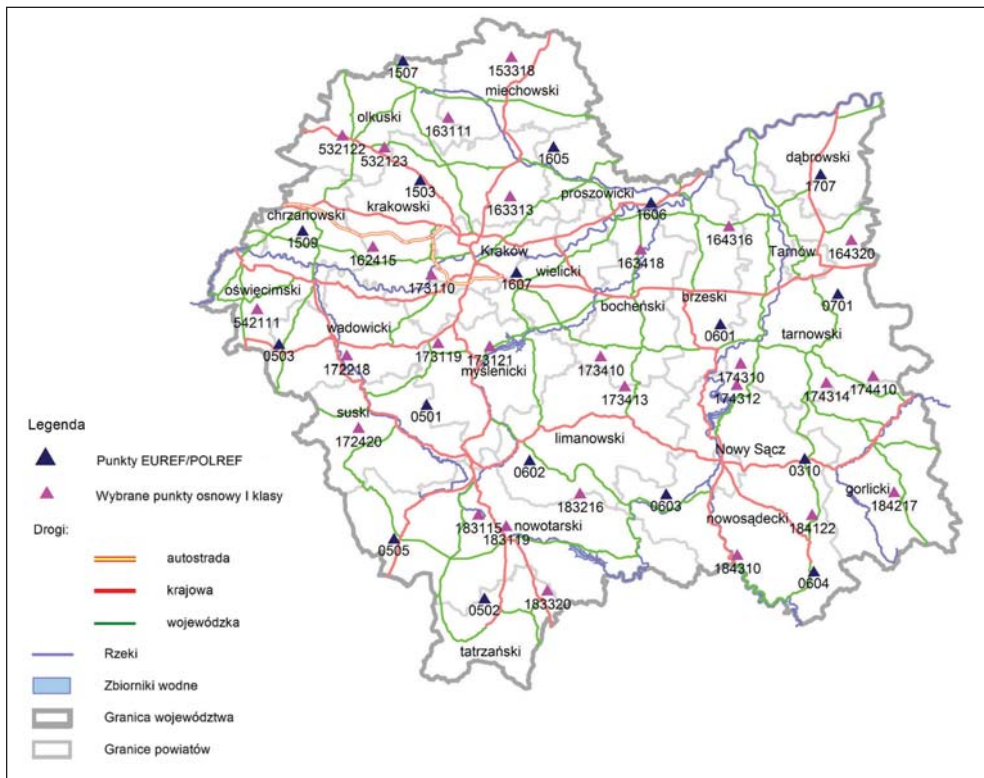 1507
153318
miechowski
olkuski
163111
532122
532123
1605
dąbrowski
1707
1503
proszowicki
krakowski
163313
1606
chrzanowski
1509
164316
164320
Kraków
Tarnów
162415
163418
wielicki
173110
1607
oświęcimski
bocheński
brzeski
0701
542111
wadowicki
0601
tarnowski
0503
173119
173121
172218
myślenicki
173410
174310
174312
174314
174410
173413
suski
0501
172420
limanowski
Nowy Sącz
0602
0310
gorlicki
183216
0603
184217
nowosądecki
183115
nowotarski
183119
184122
0505
184310
0604
0502
183320
tatrzański
Legenda
Punkty EUREF/POLREF
Wybrane punkty osnowy I klasy
Drogi:
autostrada
krajowa
wojewódzka
Rzeki
Zbiorniki wodne
Granica województwa
Granice powiatów